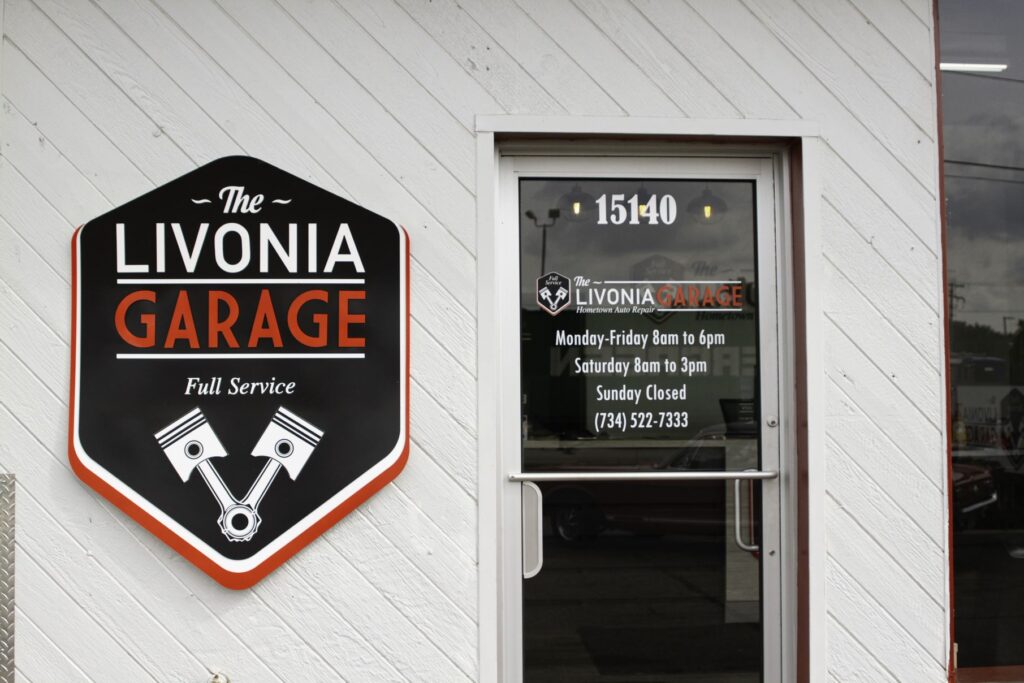 ~ The ~
LIVONIA
GARAGE
Full Service
15140
Full
Service
The
LIVONIA GARAGE
Hometown Auto Repair
Monday-Friday 8am to 6pm
Saturday 8am to 3pm
Sunday Closed
(734) 522-7333